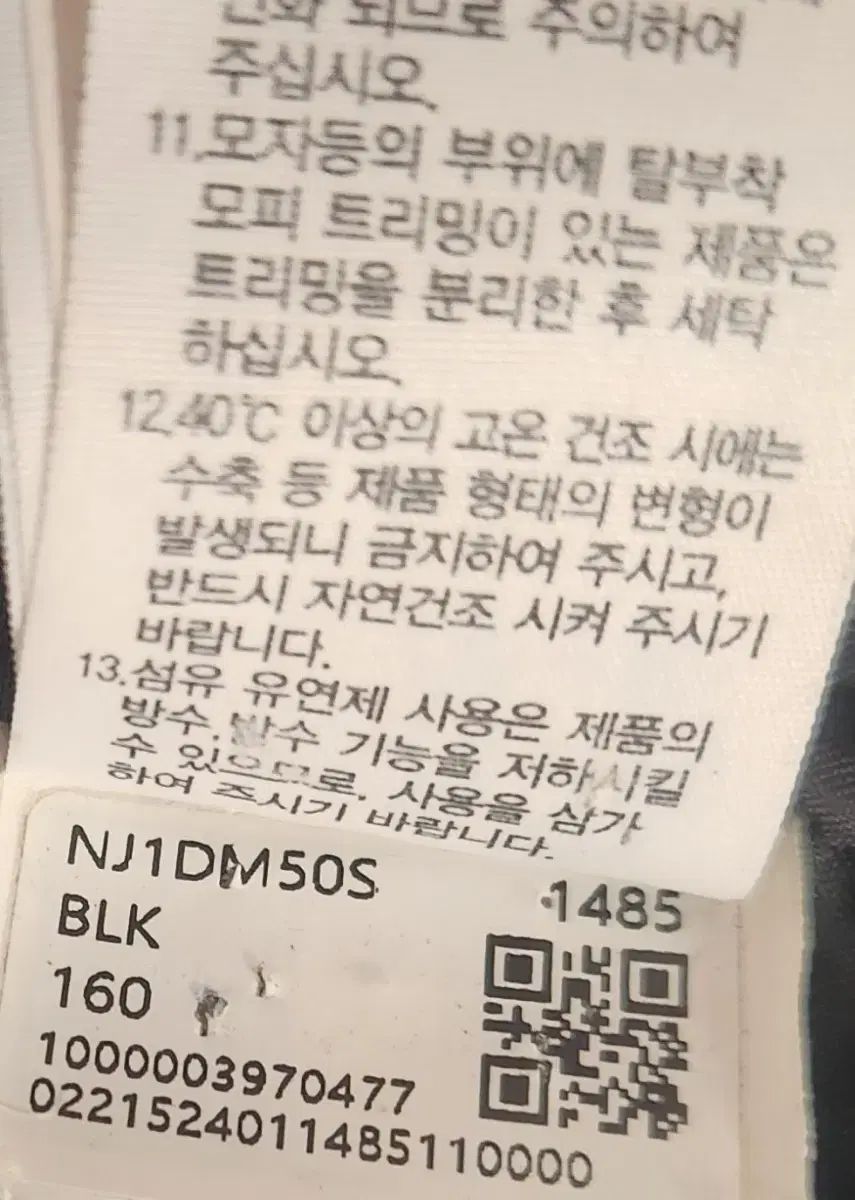 되므로 주의하여
주십시오.
11.모자등의 부위에 탈부착
모피 트리밍이 있는 제품은
트리밍을 분리한 후 세탁
하십시오.
12.40℃ 이상의 고온 건조 시에는
수축 등 제품 형태의 변형이
발생되니 금지하여 주시고,
반드시 자연건조 시켜 주시기
바랍니다.
13.섬유 유연제 사용은 제품의
방수.발수 기능을 저하시킬
수 있으므로, 사용을 삼가
하여 주시기 바랍니다.
NJ1DM50S
1485
BLK
160
1000003970477
0221524011485110000